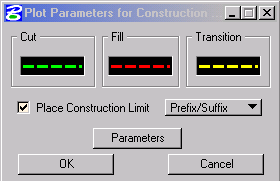 Plot Parameters for Construction ...
Cut Fill Transition
Place Construction Limit Prefix/Suffix
Parameters
OK Cancel